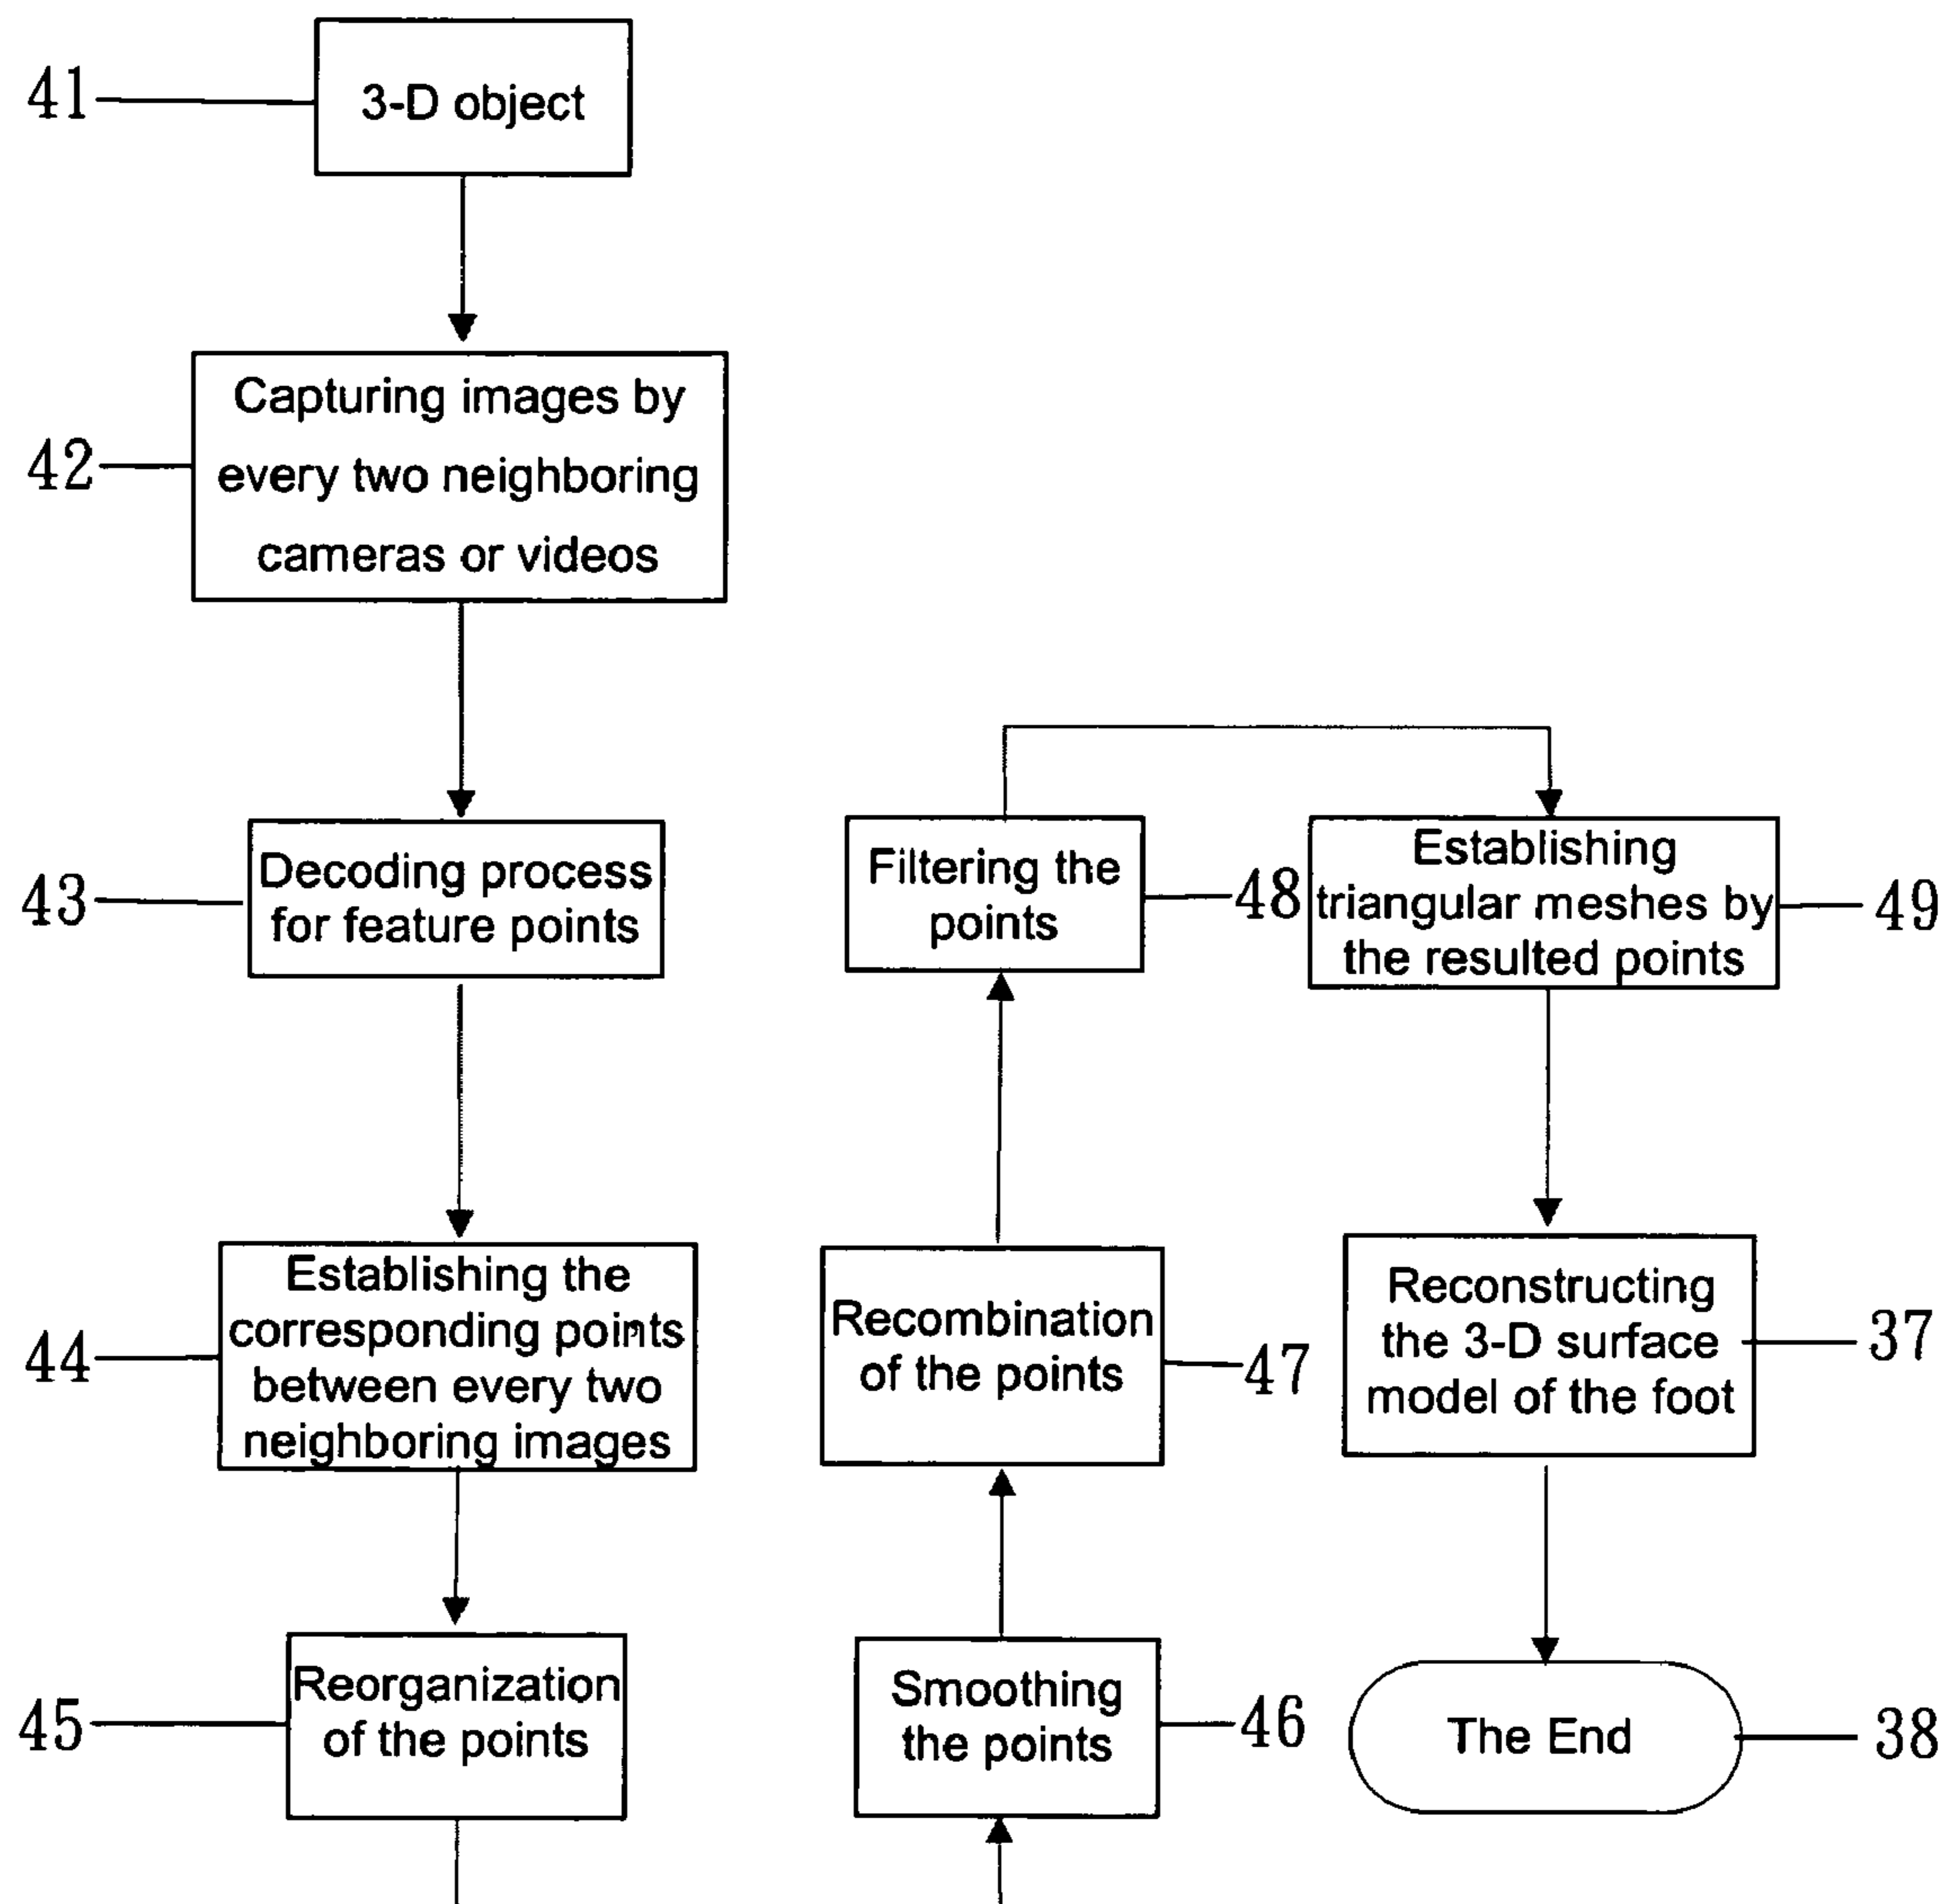 41
3-D object
42
Capturing images by
every two neighboring
cameras or videos
43
Decoding process
for feature points
44
Establishing the
corresponding points
between every two
neighboring images
45
Reorganization
of the points
Smoothing
the points
46
Recombination
of the points
47
Filtering the
points
48
Establishing
triangular meshes by
the resulted points
49
Reconstructing
the 3-D surface
model of the foot
37
The End
38